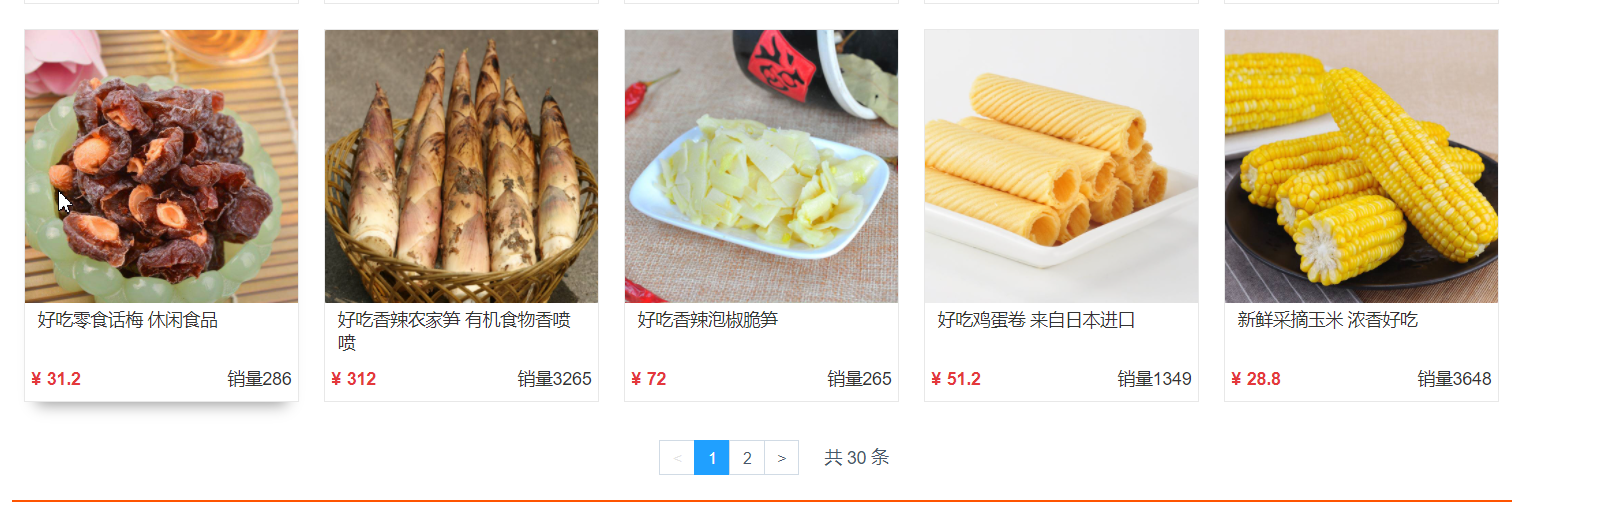 好吃零食话梅 休闲食品
¥ 31.2 销量286
好吃香辣农家笋 有机食物香喷
喷
¥ 312 销量3265
好吃香辣泡椒脆笋
¥ 72 销量265
好吃鸡蛋卷 来自日本进口
¥ 51.2 销量1349
新鲜采摘玉米 浓香好吃
¥ 28.8 销量3648
< 1 2 > 共 30 条